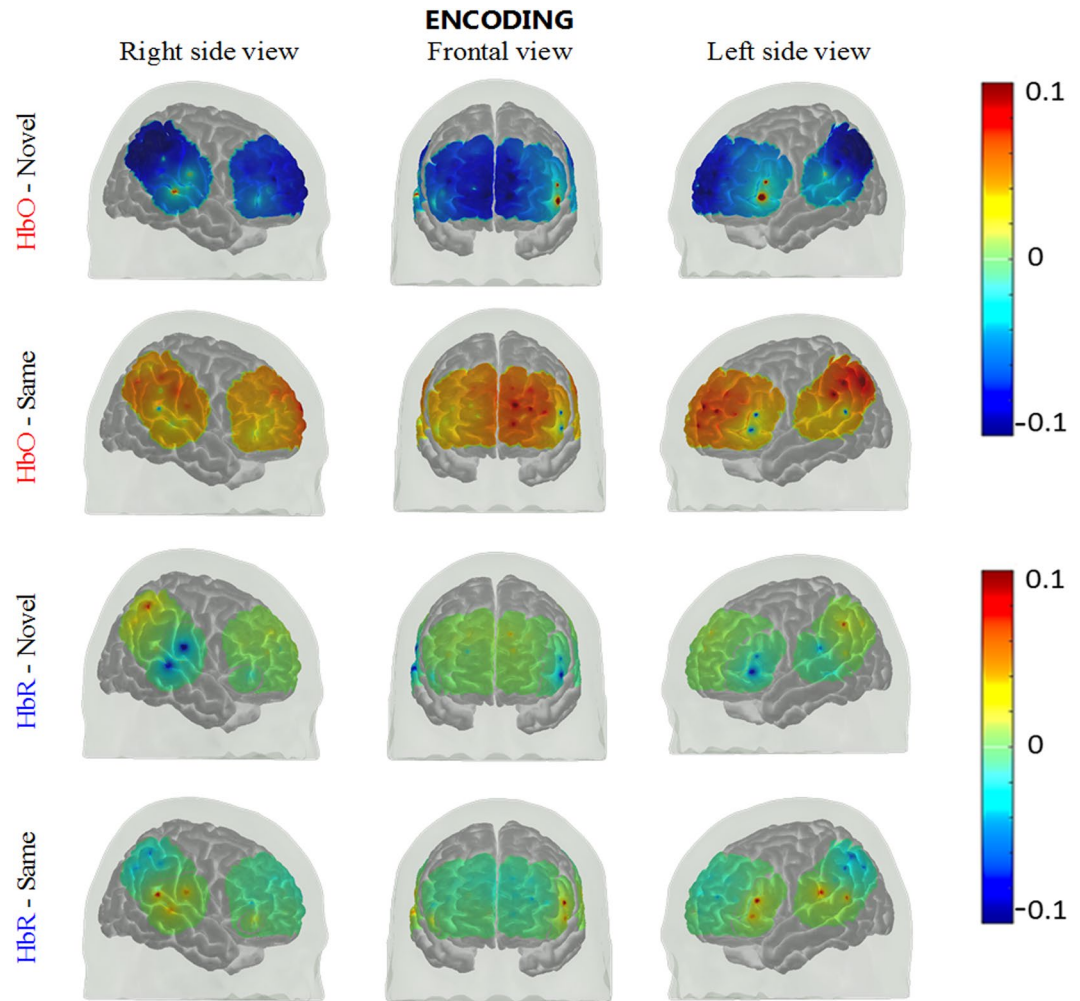 ENCODING
Right side view
Frontal view
Left side view
HbO - Novel
0.1
0
-0.1
HbO - Same
HbR - Novel
0.1
0
-0.1
HbR - Same